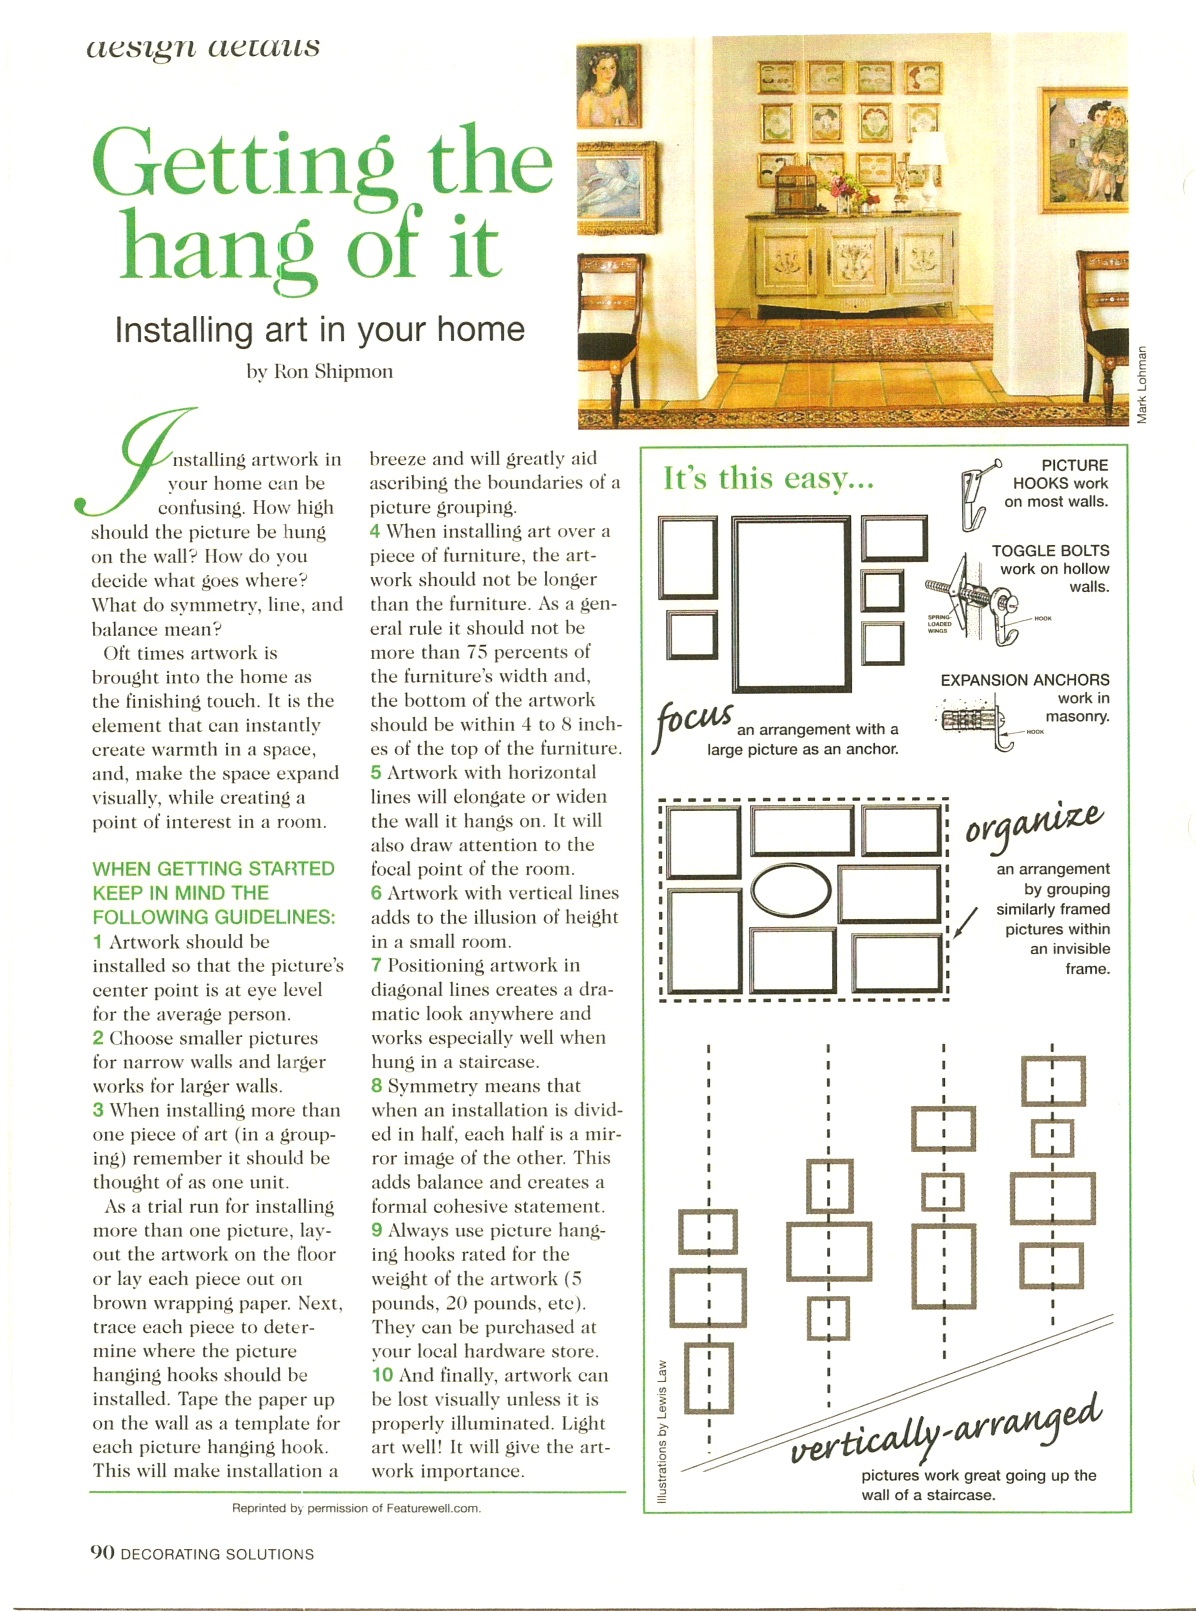 design details
Getting the
hang of it
Installing art in your home
by Ron Shipmon
Mark Lohman
Installing artwork in
your home can be
confusing. How high
should the picture be hung
on the wall? How do you
decide what goes where?
What do symmetry, line, and
balance mean?
Oft times artwork is
brought into the home as
the finishing touch. It is the
element that can instantly
create warmth in a space,
and, make the space expand
visually, while creating a
point of interest in a room.
WHEN GETTING STARTED
KEEP IN MIND THE
FOLLOWING GUIDELINES:
1 Artwork should be
installed so that the picture's
center point is at eye level
for the average person.
2 Choose smaller pictures
for narrow walls and larger
works for larger walls.
3 When installing more than
one piece of art (in a group-
ing) remember it should be
thought of as one unit.
As a trial run for installing
more than one picture, lay-
out the artwork on the floor
or lay each piece out on
brown wrapping paper. Next,
trace each piece to deter-
mine where the picture
hanging hooks should be
installed. Tape the paper up
on the wall as a template for
each picture hanging hook.
This will make installation a
breeze and will greatly aid
ascribing the boundaries of a
picture grouping.
4 When installing art over a
piece of furniture, the art-
work should not be longer
than the furniture. As a gen-
eral rule it should not be
more than 75 percents of
the furniture's width and,
the bottom of the artwork
should be within 4 to 8 inch-
es of the top of the furniture.
5 Artwork with horizontal
lines will elongate or widen
the wall it hangs on. It will
also draw attention to the
focal point of the room.
6 Artwork with vertical lines
adds to the illusion of height
in a small room.
7 Positioning artwork in
diagonal lines creates a dra-
matic look anywhere and
works especially well when
hung in a staircase.
8 Symmetry means that
when an installation is divid-
ed in half, each half is a mir-
ror image of the other. This
adds balance and creates a
formal cohesive statement.
9 Always use picture hang-
ing hooks rated for the
weight of the artwork (5
pounds, 20 pounds, etc).
They can be purchased at
your local hardware store.
10 And finally, artwork can
be lost visually unless it is
properly illuminated. Light
art well! It will give the art-
work importance.
It's this easy...
PICTURE
HOOKS work
on most walls.
TOGGLE BOLTS
work on hollow
walls.
SPRING-
LOADED
WINGS
HOOK
EXPANSION ANCHORS
work in
masonry.
HOOK
focus
an arrangement with a
large picture as an anchor.
organize
an arrangement
by grouping
similarly framed
pictures within
an invisible
frame.
vertically-arranged
pictures work great going up the
wall of a staircase.
Illustrations by Lewis Law
Reprinted by permission of Featurewell.com.
90 DECORATING SOLUTIONS